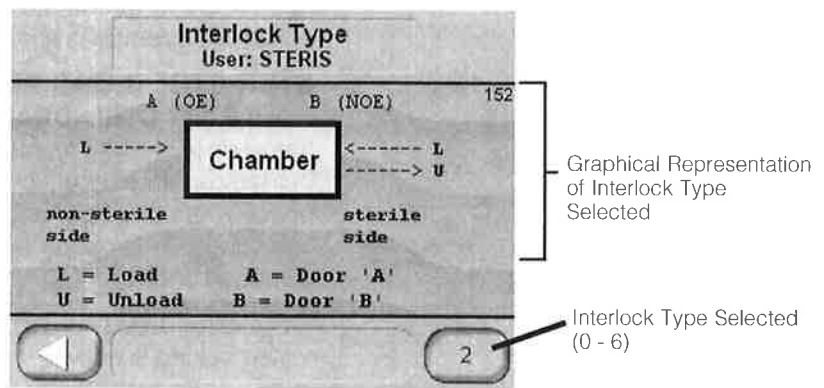 Interlock Type
User: STERIS
152
A (OE) B (NOE)
L -----> Chamber <------ L
------> U
non-sterile sterile
side side
L = Load A = Door 'A'
U = Unload B = Door 'B'
2
Graphical Representation
of Interlock Type
Selected
Interlock Type Selected
(0 - 6)